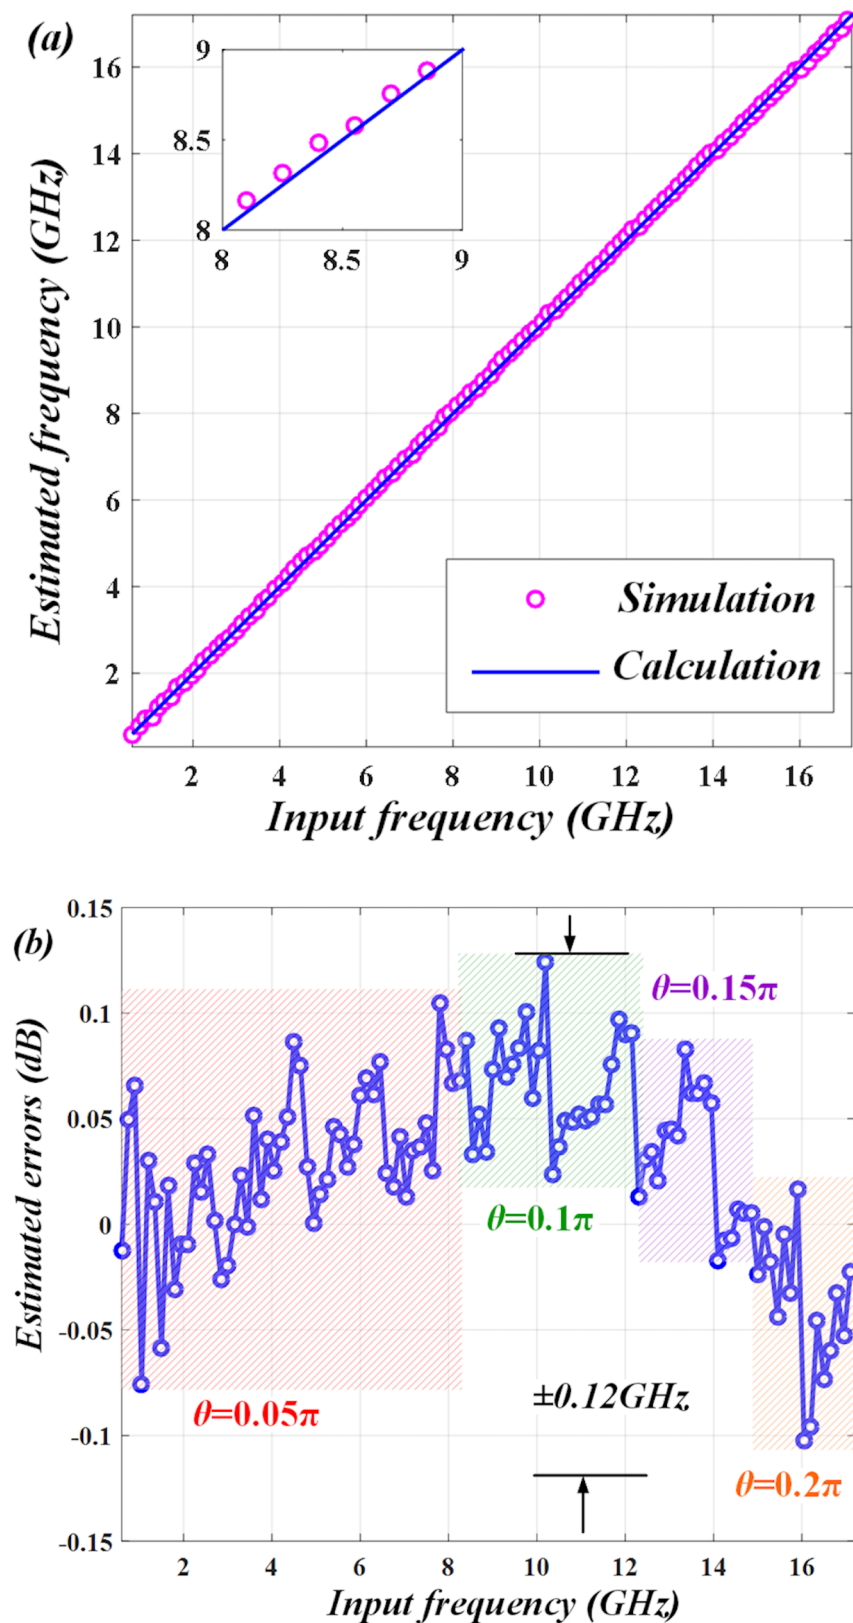 (a)
Estimated frequency (GHz)
16
14
12
10
8
6
4
2
9
8.5
8
8
8.5
9
Simulation
Calculation
2
4
6
8
10
12
14
16
Input frequency (GHz)
(b)
Estimated errors (dB)
0.15
0.1
0.05
0
-0.05
-0.1
-0.15
θ=0.15π
θ=0.1π
±0.12GHz
θ=0.05π
θ=0.2π
2
4
6
8
10
12
14
16
Input frequency (GHz)